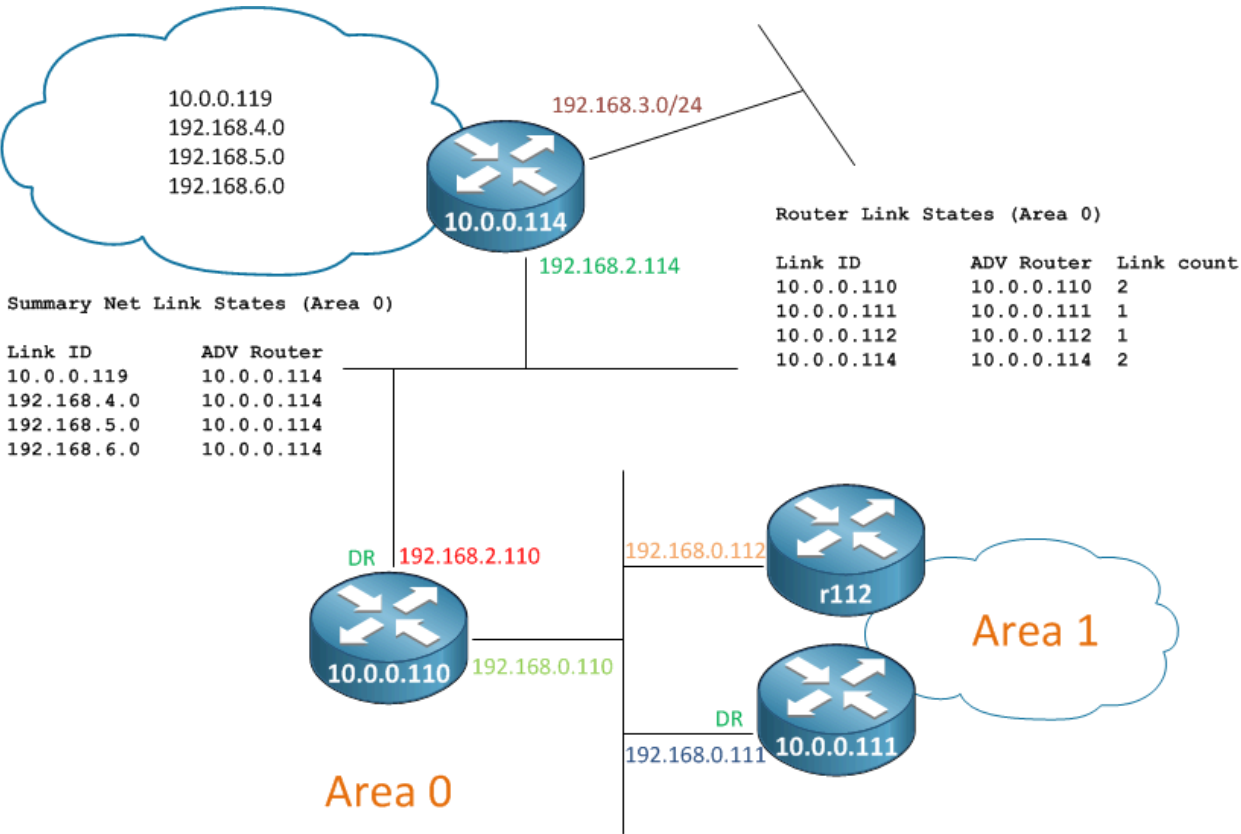 10.0.0.119
192.168.4.0
192.168.5.0
192.168.6.0
192.168.3.0/24
10.0.0.114
192.168.2.114
Router Link States (Area 0)
Link ID ADV Router Link count
10.0.0.110 10.0.0.110 2
10.0.0.111 10.0.0.111 1
10.0.0.112 10.0.0.112 1
10.0.0.114 10.0.0.114 2
Summary Net Link States (Area 0)
Link ID ADV Router
10.0.0.119 10.0.0.114
192.168.4.0 10.0.0.114
192.168.5.0 10.0.0.114
192.168.6.0 10.0.0.114
DR 192.168.2.110
10.0.0.110
192.168.0.110
192.168.0.112
r112
Area 1
DR
10.0.0.111
192.168.0.111
Area 0